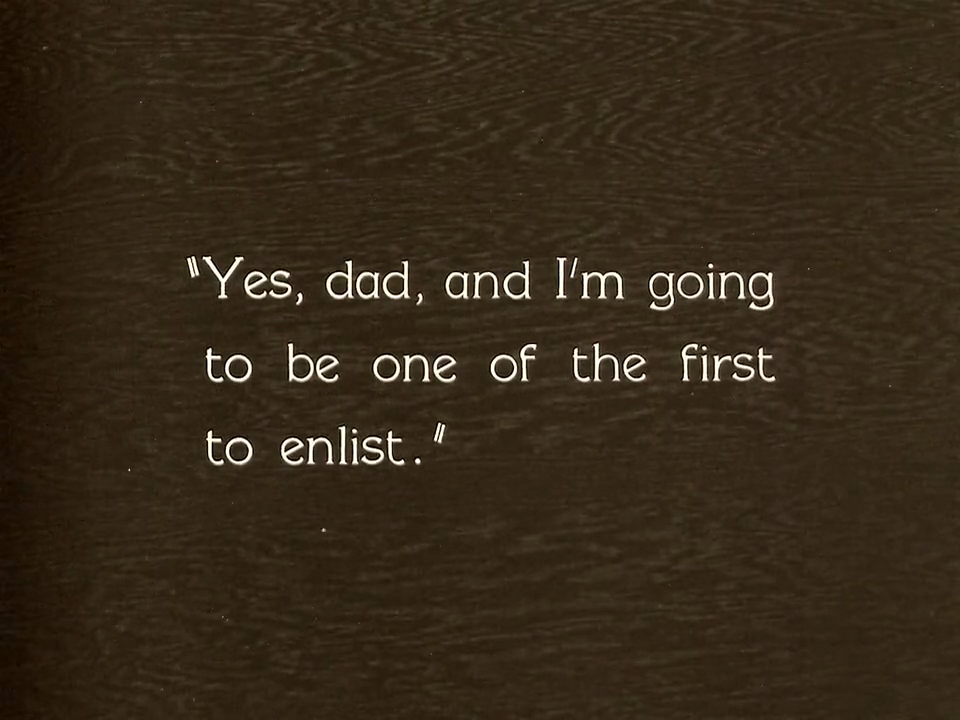 "Yes, dad, and I'm going
to be one of the first
to enlist."